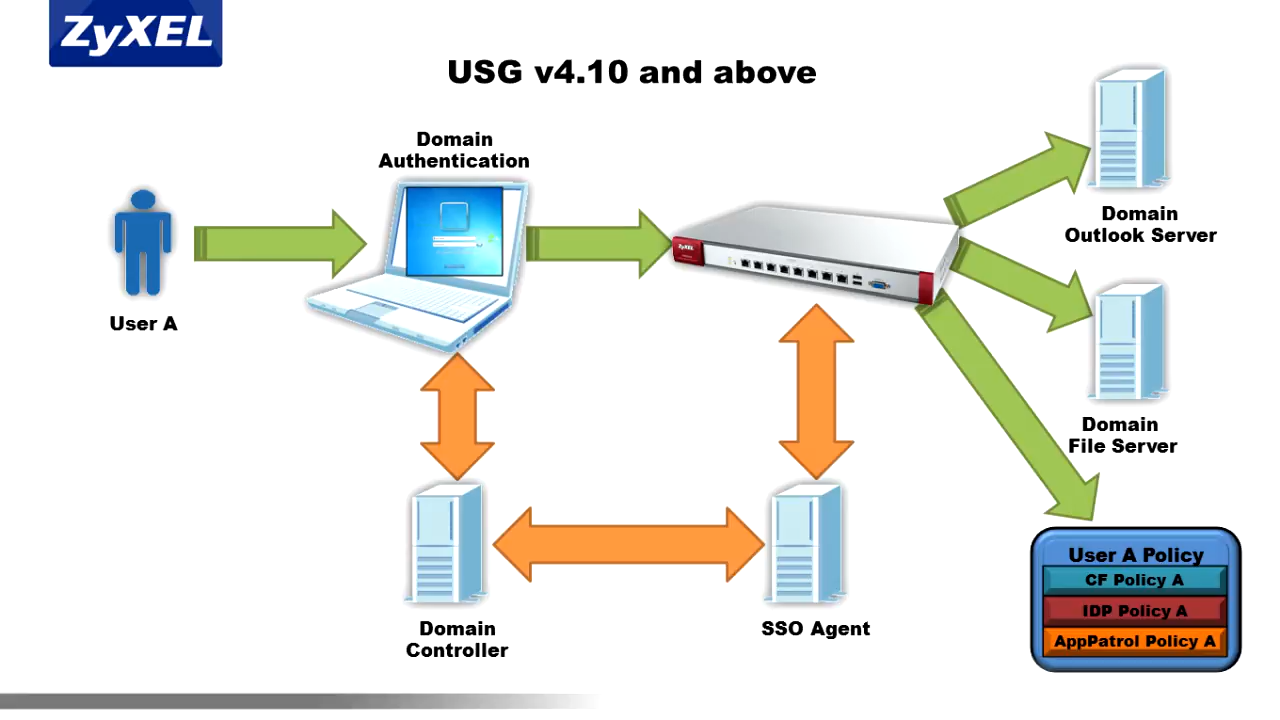 ZyXEL
USG v4.10 and above
Domain
Authentication
User A
ZyXEL
Domain
Outlook Server
Domain
File Server
Domain
Controller
SSO Agent
User A Policy
CF Policy A
IDP Policy A
AppPatrol Policy A